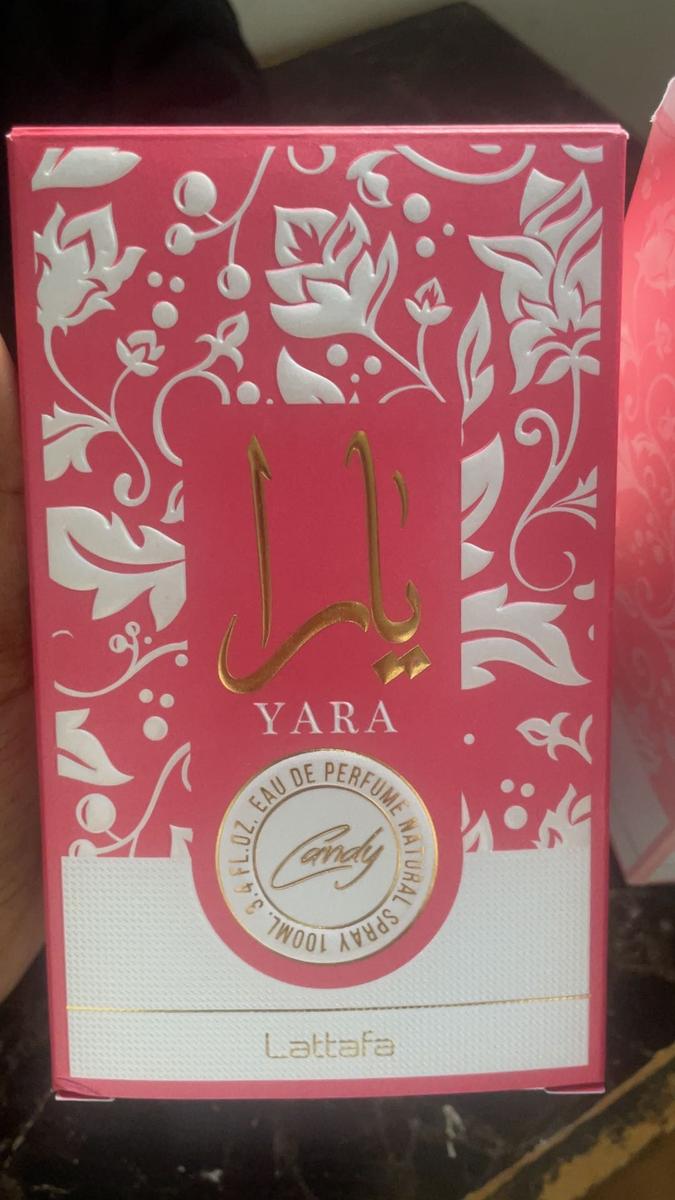 يارا
YARA
EAU DE PERFUME NATURAL SPRAY 100ML. 3.4 FL.OZ.
Candy
Lattafa